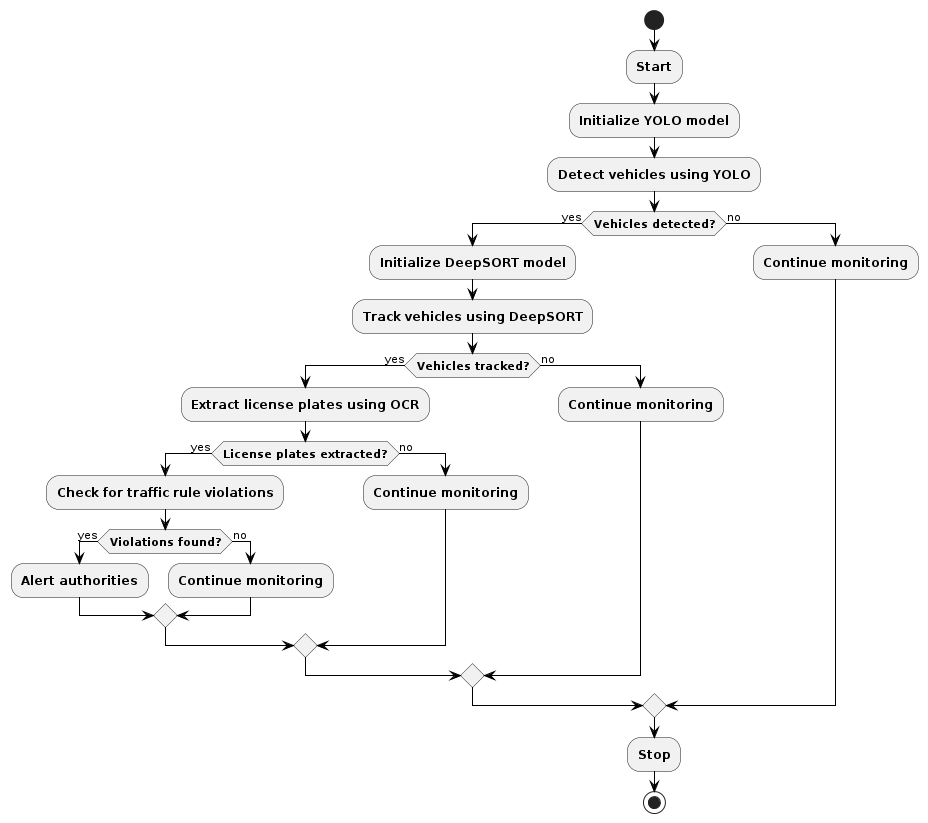 Start
Initialize YOLO model
Detect vehicles using YOLO
yes
Vehicles detected?
no
Initialize DeepSORT model
Continue monitoring
Track vehicles using DeepSORT
yes
Vehicles tracked?
no
Extract license plates using OCR
Continue monitoring
yes
License plates extracted?
no
Check for traffic rule violations
Continue monitoring
yes
Violations found?
no
Alert authorities
Continue monitoring
Stop